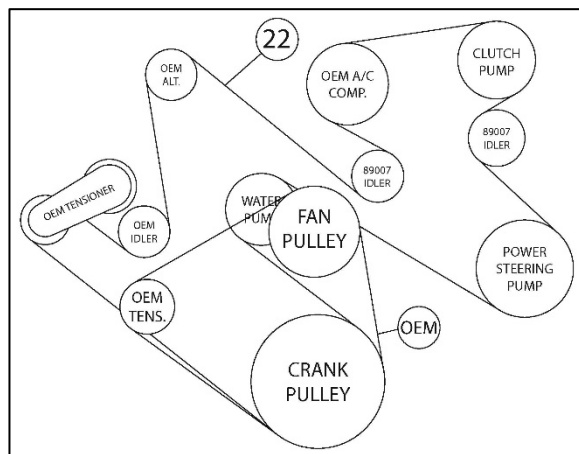 22
OEM
ALT.
OEM A/C
COMP.
CLUTCH
PUMP
89007
IDLER
89007
IDLER
OEM TENSIONER
OEM
IDLER
WATER
PUMP
FAN
PULLEY
POWER
STEERING
PUMP
OEM
TENS.
OEM
CRANK
PULLEY